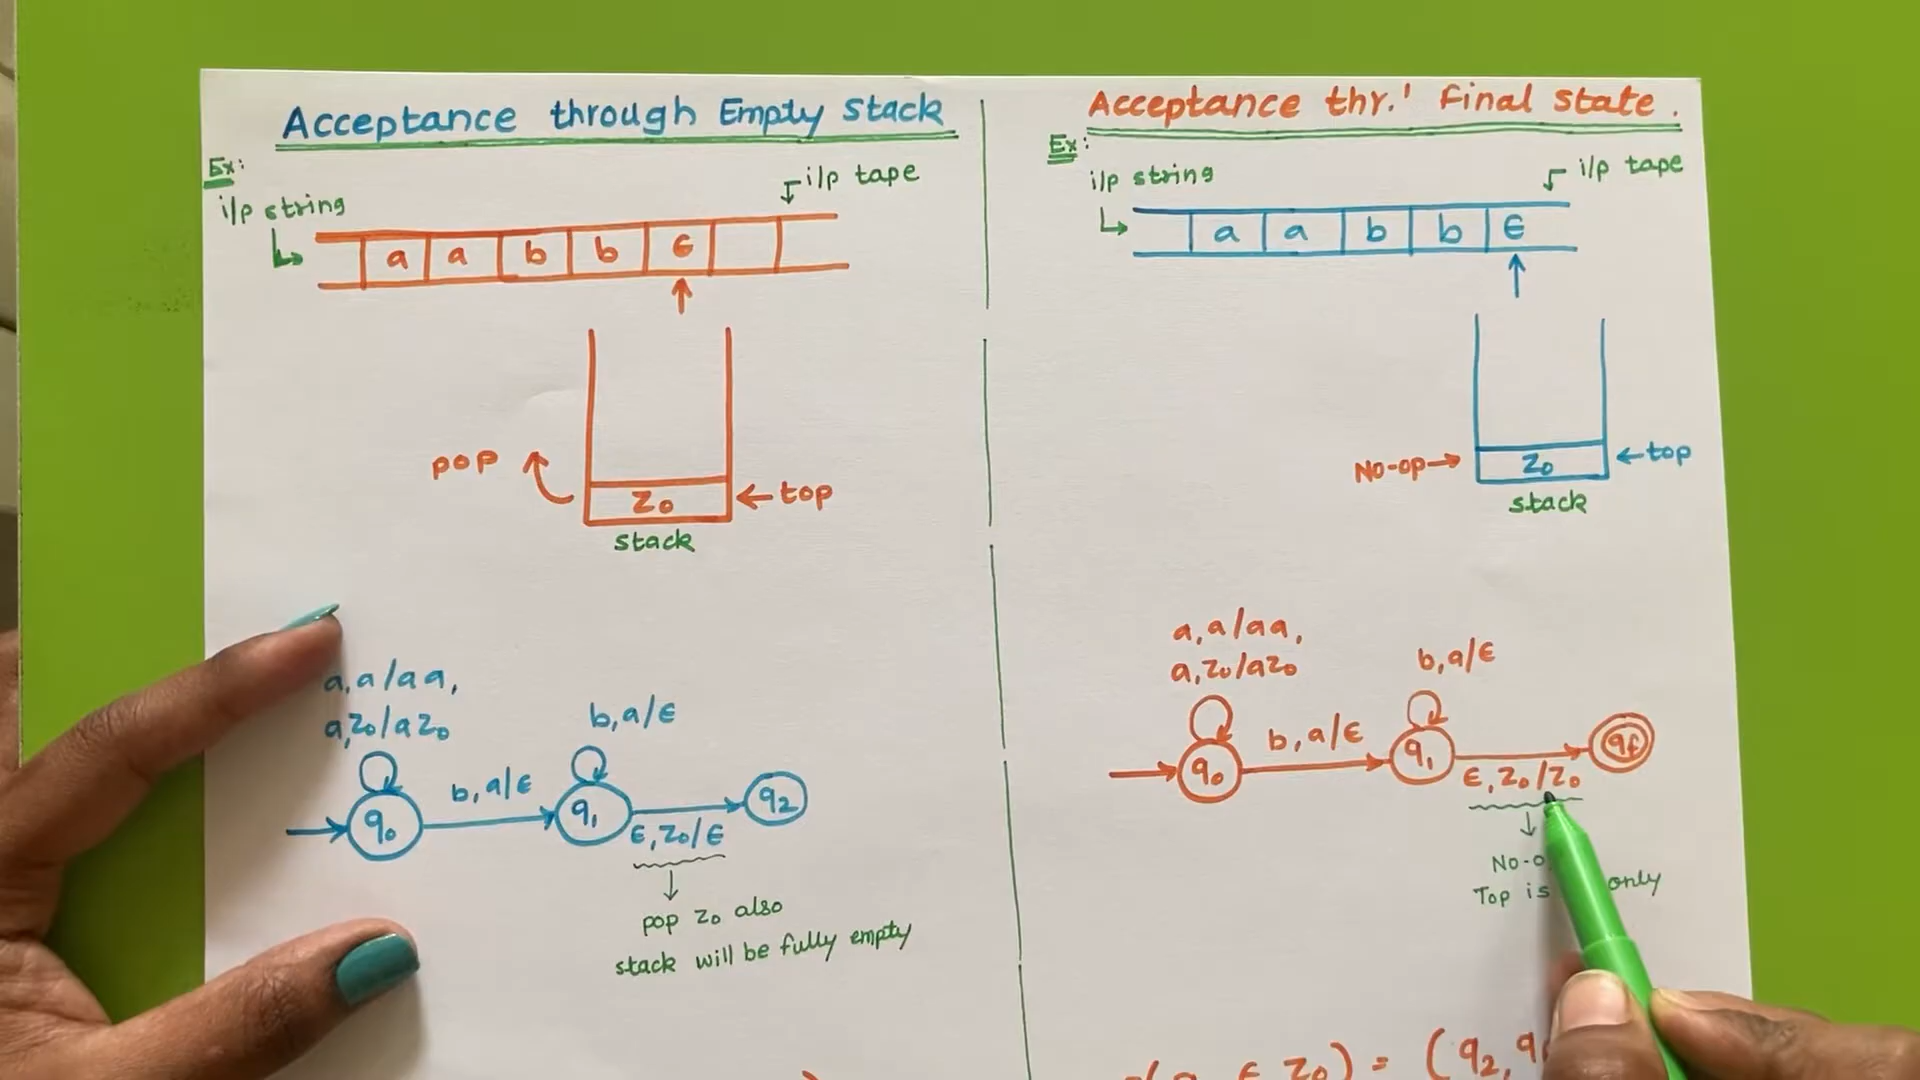 Acceptance through Empty Stack
Ex:
i/p string
i/p tape
a a b b ϵ
pop
Z₀
←top
stack
a,a/aa,
a,Z₀/aZ₀
b,a/ϵ
b,a/ϵ
q₀
q₁
q₂
ϵ,Z₀/ϵ
pop Z₀ also
stack will be fully empty
Acceptance thr.' Final State.
Ex:
i/p string
i/p tape
a a b b ϵ
No-op→
Z₀
←top
stack
a,a/aa,
a,Z₀/aZ₀
b,a/ϵ
b,a/ϵ
q₀
q₁
qf
ϵ,Z₀/Z₀
Top is only
ϵ Z₀) = (q₂,